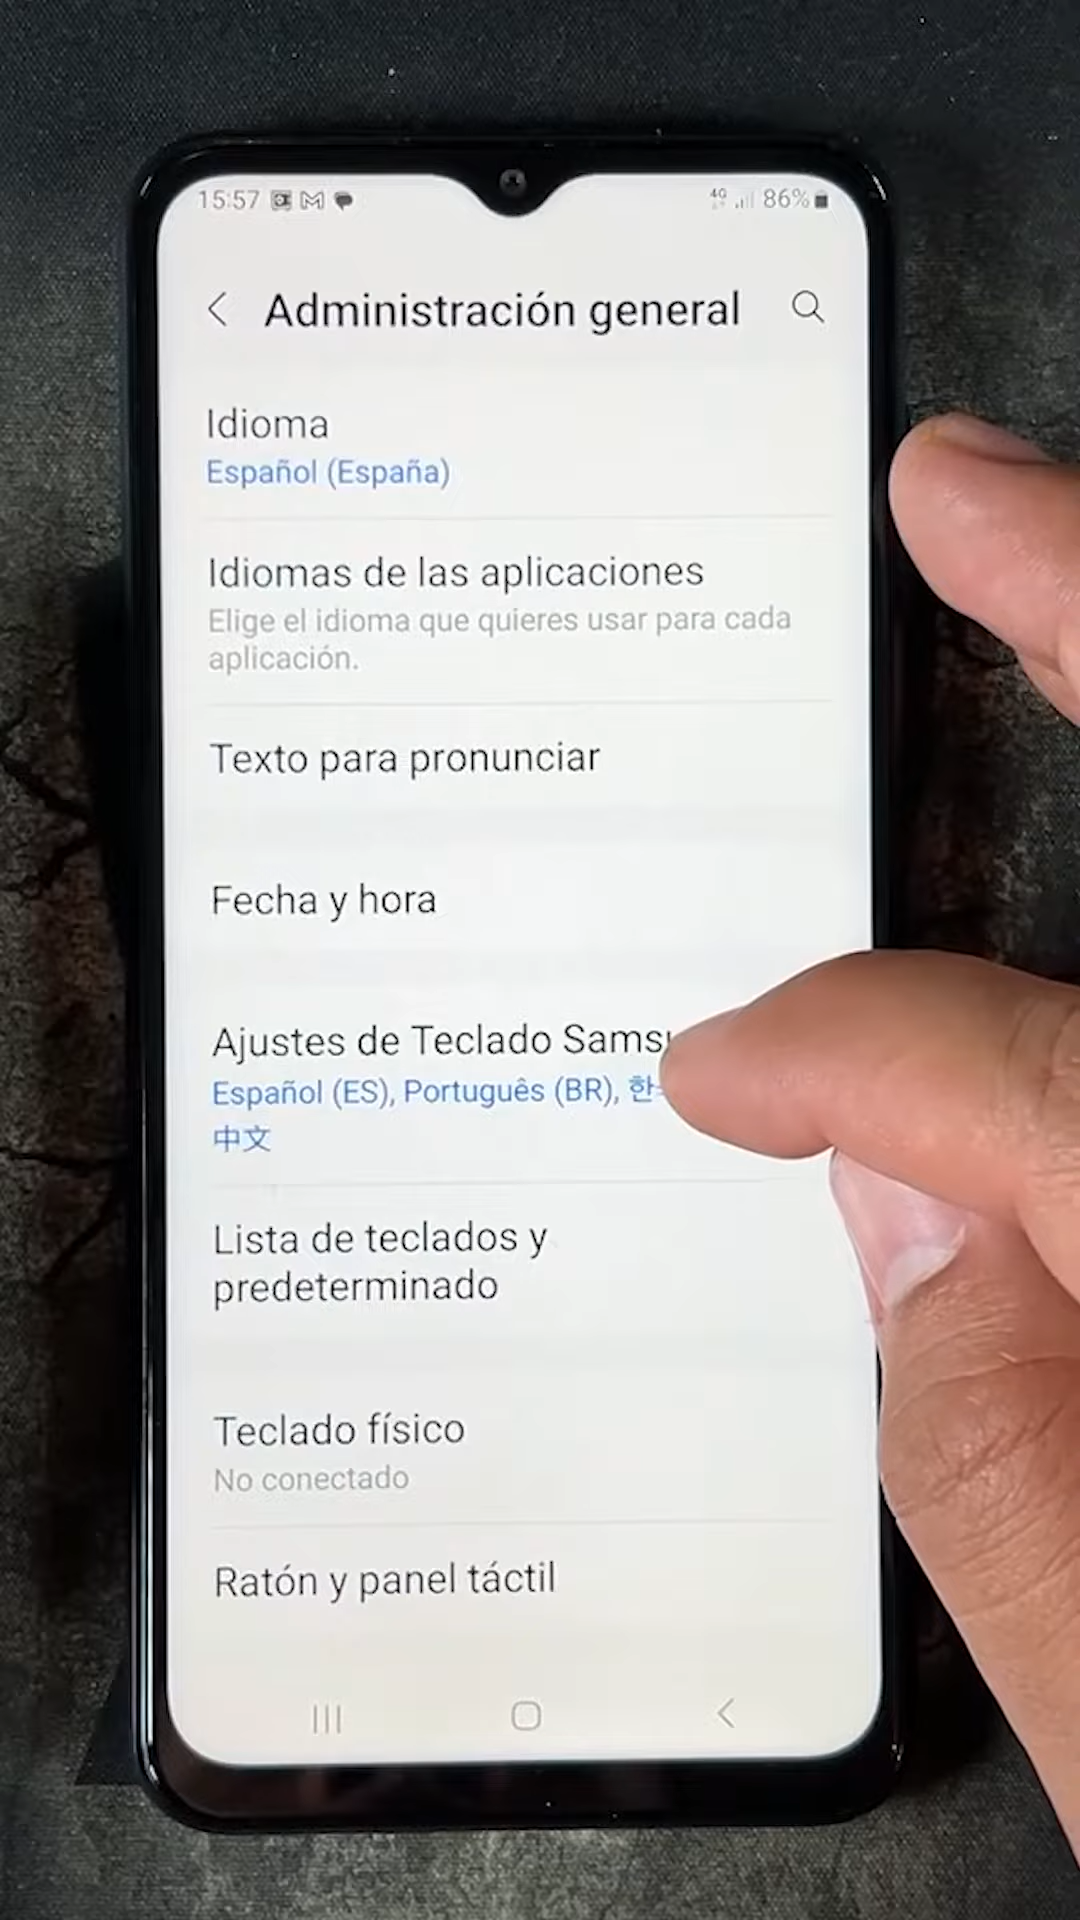 15:57
4G 86%
Administración general
Idioma
Español (España)
Idiomas de las aplicaciones
Elige el idioma que quieres usar para cada
aplicación.
Texto para pronunciar
Fecha y hora
Ajustes de Teclado
Español (ES), Português (BR),
中文
Lista de teclados y
predeterminado
Teclado físico
No conectado
Ratón y panel táctil